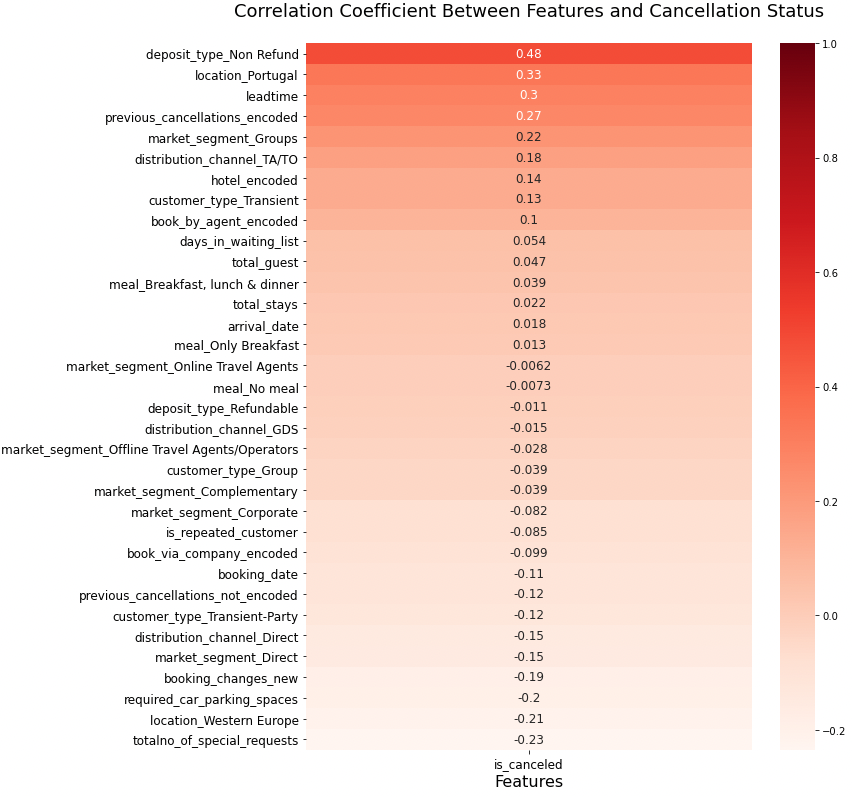 Correlation Coefficient Between Features and Cancellation Status
deposit_type_Non Refund 0.48
location_Portugal 0.33
leadtime 0.3
previous_cancellations_encoded 0.27
market_segment_Groups 0.22
distribution_channel_TA/TO 0.18
hotel_encoded 0.14
customer_type_Transient 0.13
book_by_agent_encoded 0.1
days_in_waiting_list 0.054
total_guest 0.047
meal_Breakfast, lunch & dinner 0.039
total_stays 0.022
arrival_date 0.018
meal_Only Breakfast 0.013
market_segment_Online Travel Agents -0.0062
meal_No meal -0.0073
deposit_type_Refundable -0.011
distribution_channel_GDS -0.015
market_segment_Offline Travel Agents/Operators -0.028
customer_type_Group -0.039
market_segment_Complementary -0.039
market_segment_Corporate -0.082
is_repeated_customer -0.085
book_via_company_encoded -0.099
booking_date -0.11
previous_cancellations_not_encoded -0.12
customer_type_Transient-Party -0.12
distribution_channel_Direct -0.15
market_segment_Direct -0.15
booking_changes_new -0.19
required_car_parking_spaces -0.2
location_Western Europe -0.21
totalno_of_special_requests -0.23
is_canceled
Features
1.0
0.8
0.6
0.4
0.2
0.0
−0.2